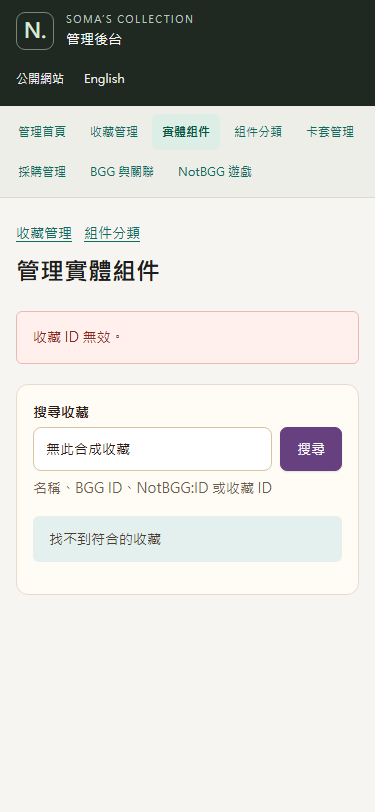 N.
SOMA'S COLLECTION
管理後台
公開網站 English
管理首頁 收藏管理 實體組件 組件分類 卡套管理
採購管理 BGG 與關聯 NotBGG 遊戲
收藏管理 組件分類
管理實體組件
收藏 ID 無效。
搜尋收藏
無此合成收藏 搜尋
名稱、BGG ID、NotBGG:ID 或收藏 ID
找不到符合的收藏